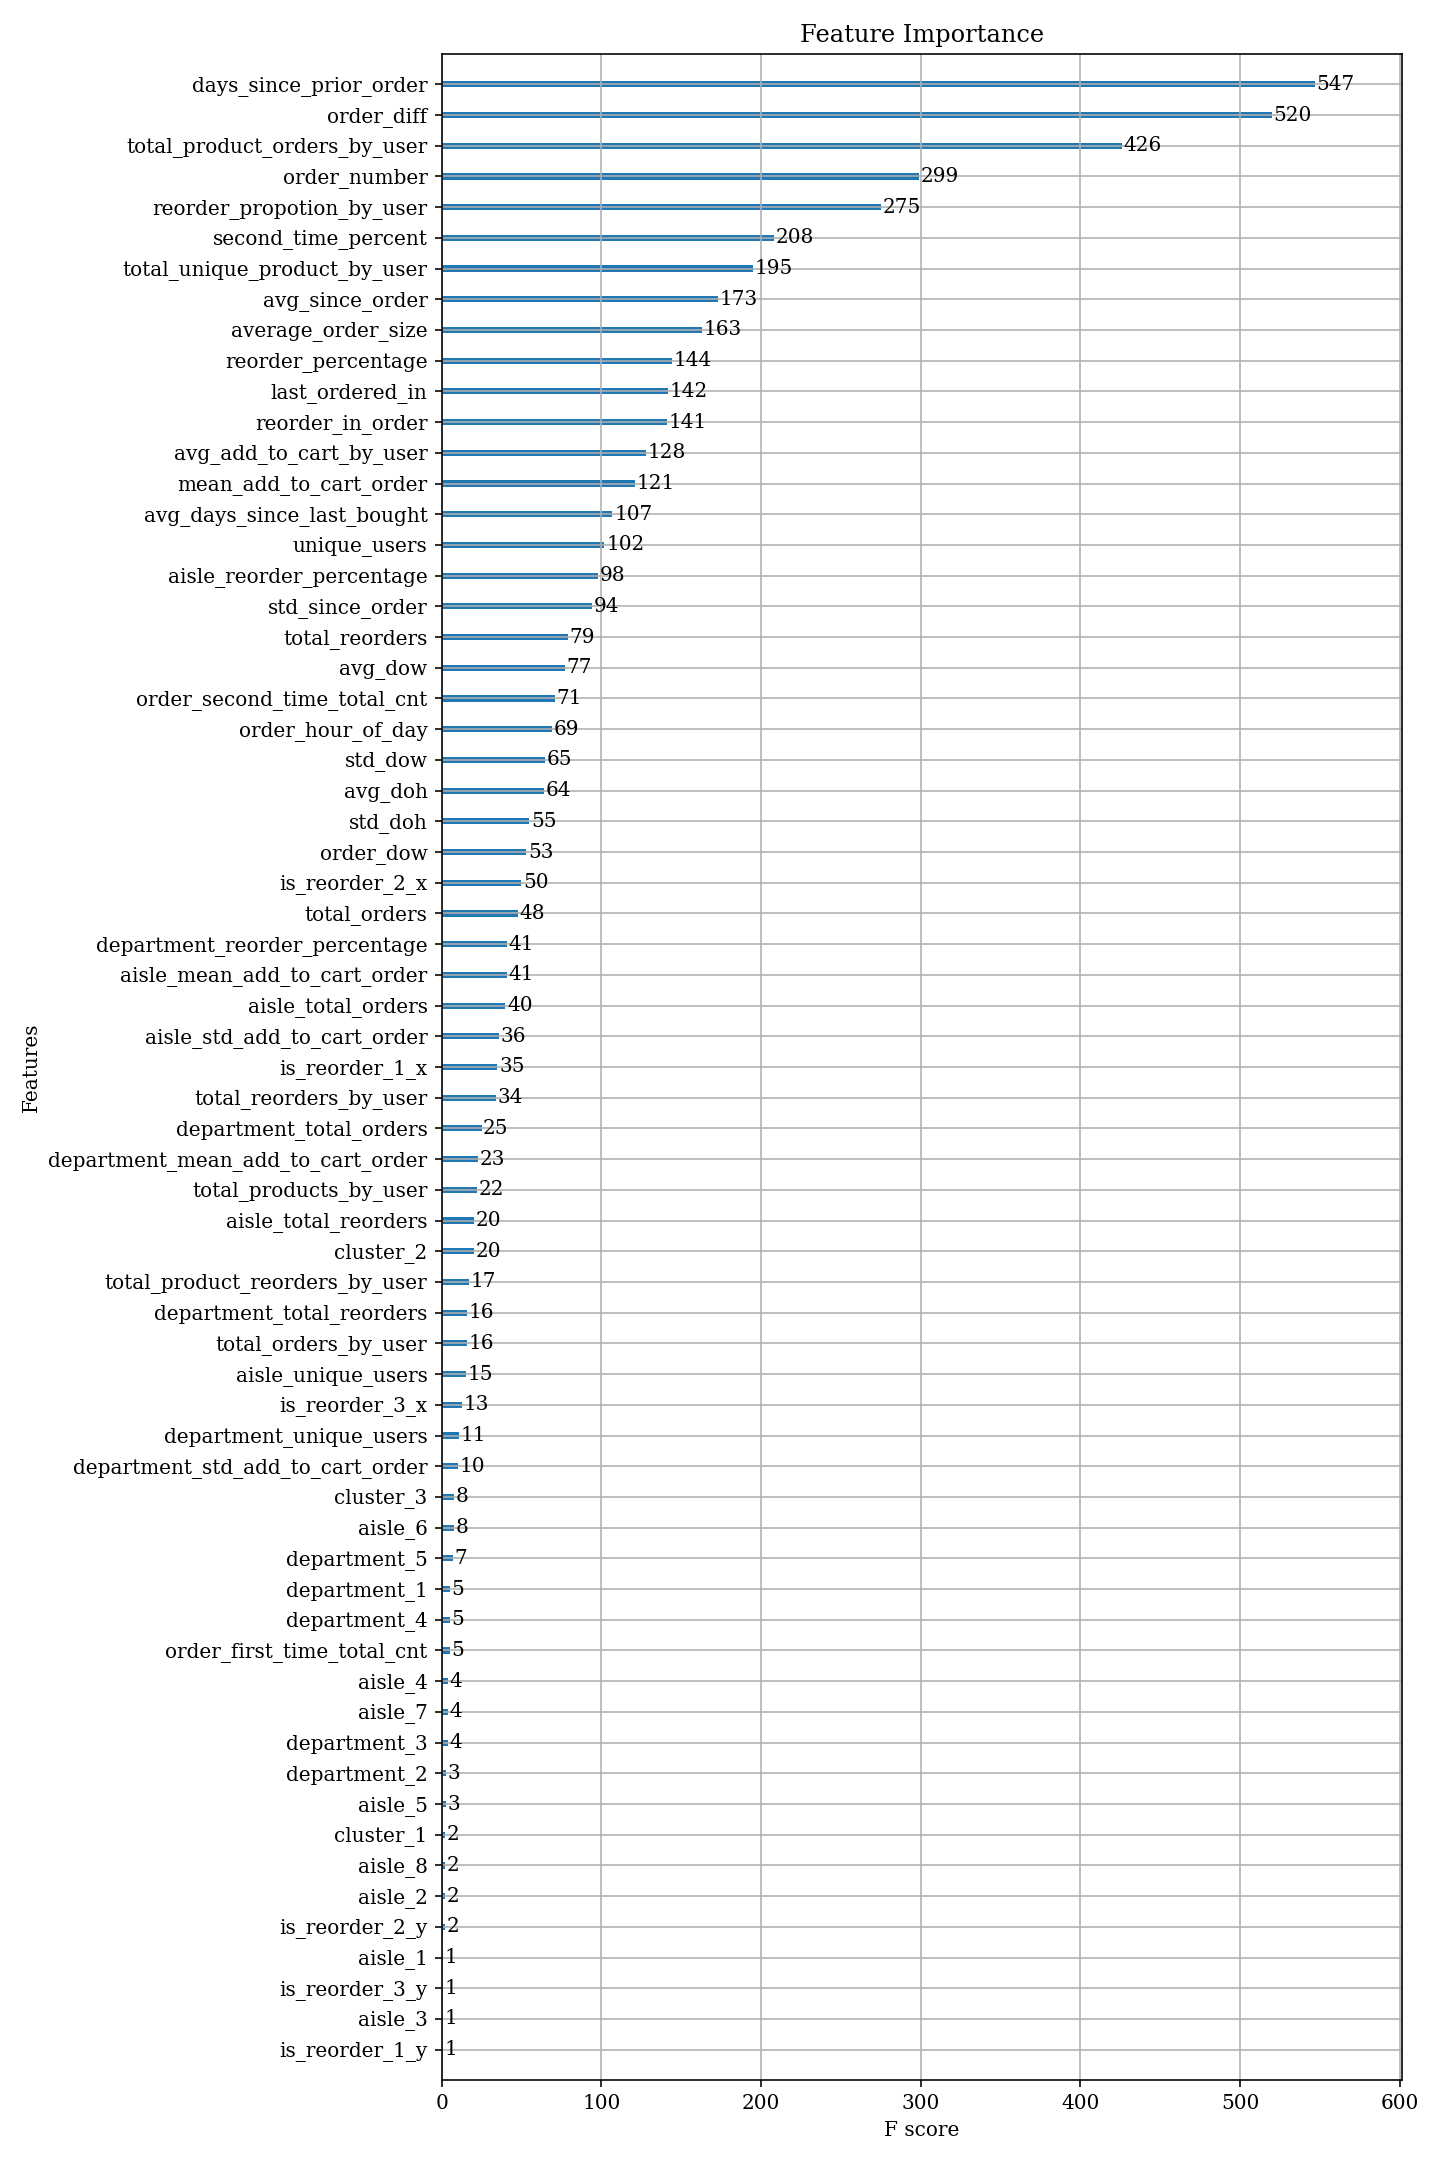 Feature Importance
days_since_prior_order 547
order_diff 520
total_product_orders_by_user 426
order_number 299
reorder_propotion_by_user 275
second_time_percent 208
total_unique_product_by_user 195
avg_since_order 173
average_order_size 163
reorder_percentage 144
last_ordered_in 142
reorder_in_order 141
avg_add_to_cart_by_user 128
mean_add_to_cart_order 121
avg_days_since_last_bought 107
unique_users 102
aisle_reorder_percentage 98
std_since_order 94
total_reorders 79
avg_dow 77
order_second_time_total_cnt 71
order_hour_of_day 69
std_dow 65
avg_doh 64
std_doh 55
order_dow 53
is_reorder_2_x 50
total_orders 48
department_reorder_percentage 41
aisle_mean_add_to_cart_order 41
aisle_total_orders 40
aisle_std_add_to_cart_order 36
is_reorder_1_x 35
total_reorders_by_user 34
department_total_orders 25
department_mean_add_to_cart_order 23
total_products_by_user 22
aisle_total_reorders 20
cluster_2 20
total_product_reorders_by_user 17
department_total_reorders 16
total_orders_by_user 16
aisle_unique_users 15
is_reorder_3_x 13
department_unique_users 11
department_std_add_to_cart_order 10
cluster_3 8
aisle_6 8
department_5 7
department_1 5
department_4 5
order_first_time_total_cnt 5
aisle_4 4
aisle_7 4
department_3 4
department_2 3
aisle_5 3
cluster_1 2
aisle_8 2
aisle_2 2
is_reorder_2_y 2
aisle_1 1
is_reorder_3_y 1
aisle_3 1
is_reorder_1_y 1
0 100 200 300 400 500 600
F score
Features